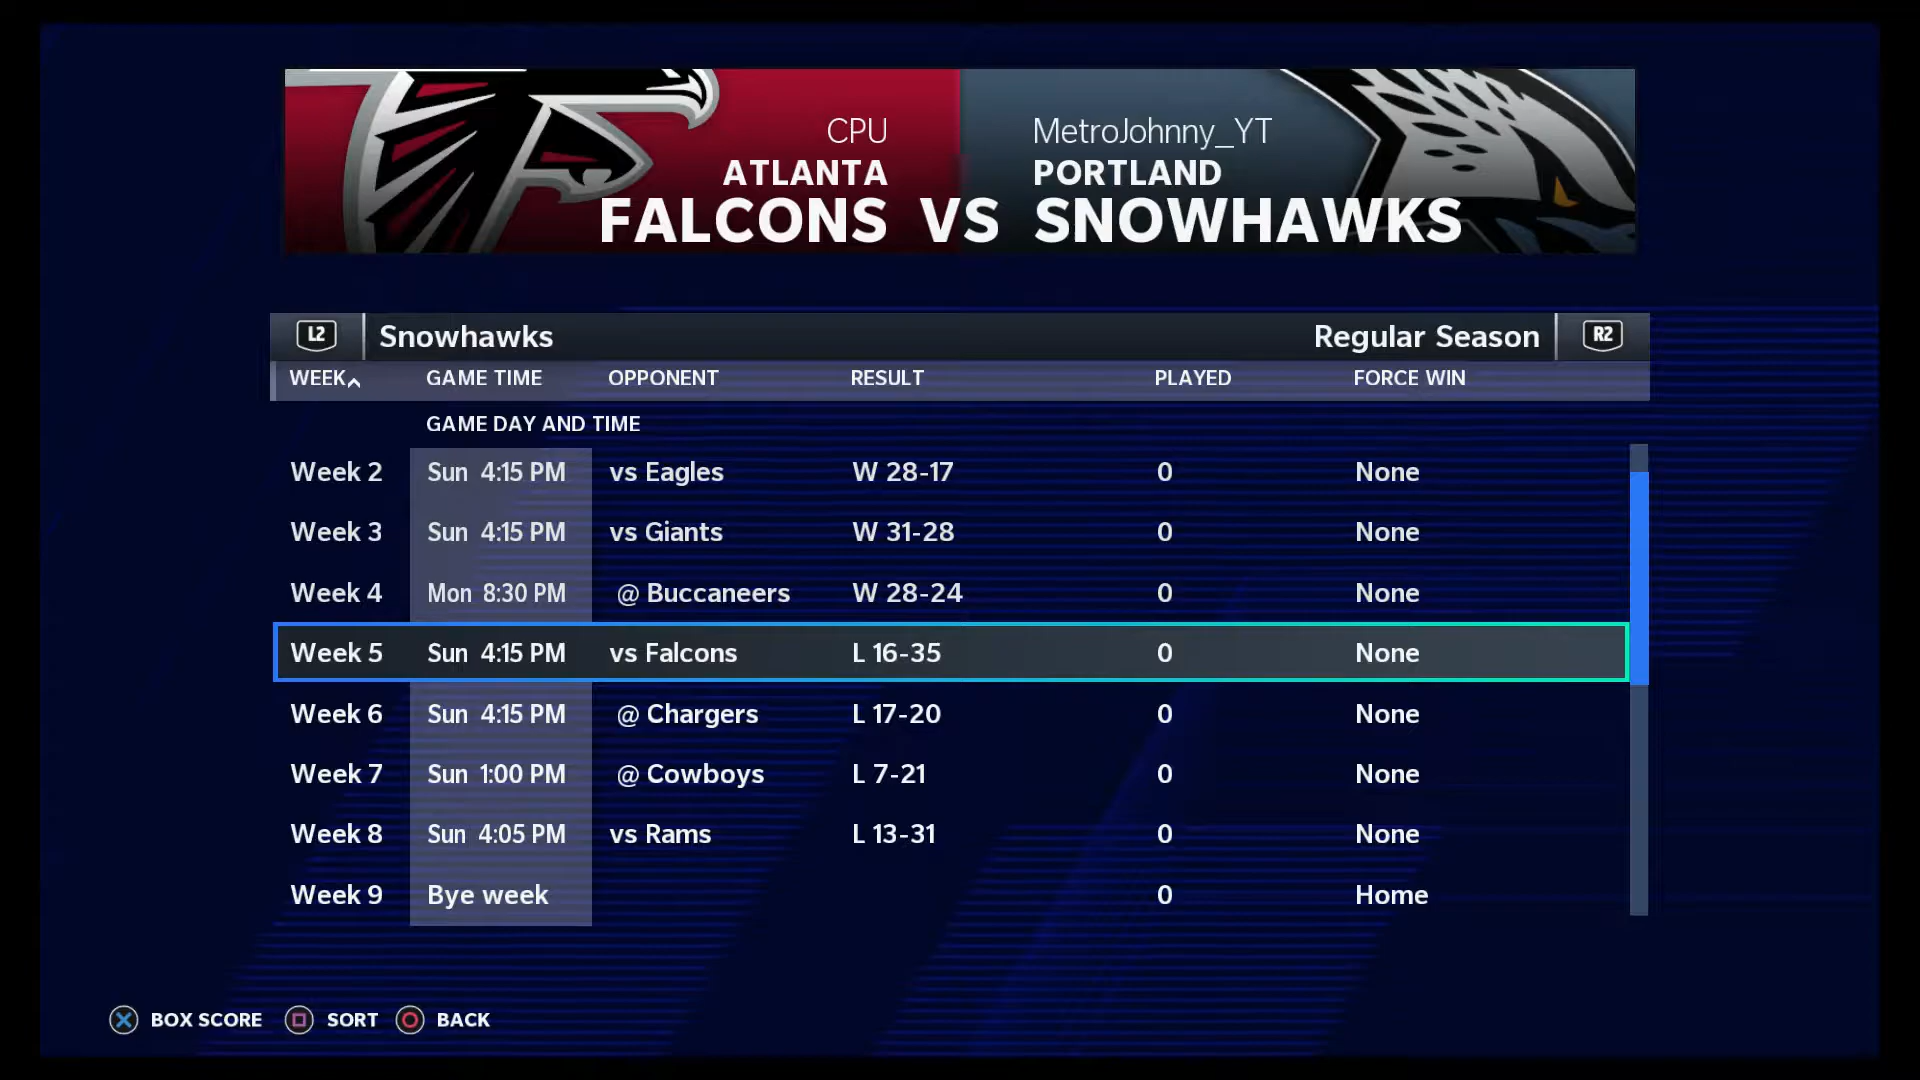 CPU
ATLANTA
FALCONS VS SNOWHAWKS
MetroJohnny_YT
PORTLAND
L2 Snowhawks Regular Season R2
WEEK GAME TIME OPPONENT RESULT PLAYED FORCE WIN
GAME DAY AND TIME
Week 2 Sun 4:15 PM vs Eagles W 28-17 0 None
Week 3 Sun 4:15 PM vs Giants W 31-28 0 None
Week 4 Mon 8:30 PM @ Buccaneers W 28-24 0 None
Week 5 Sun 4:15 PM vs Falcons L 16-35 0 None
Week 6 Sun 4:15 PM @ Chargers L 17-20 0 None
Week 7 Sun 1:00 PM @ Cowboys L 7-21 0 None
Week 8 Sun 4:05 PM vs Rams L 13-31 0 None
Week 9 Bye week 0 Home
BOX SCORE SORT BACK